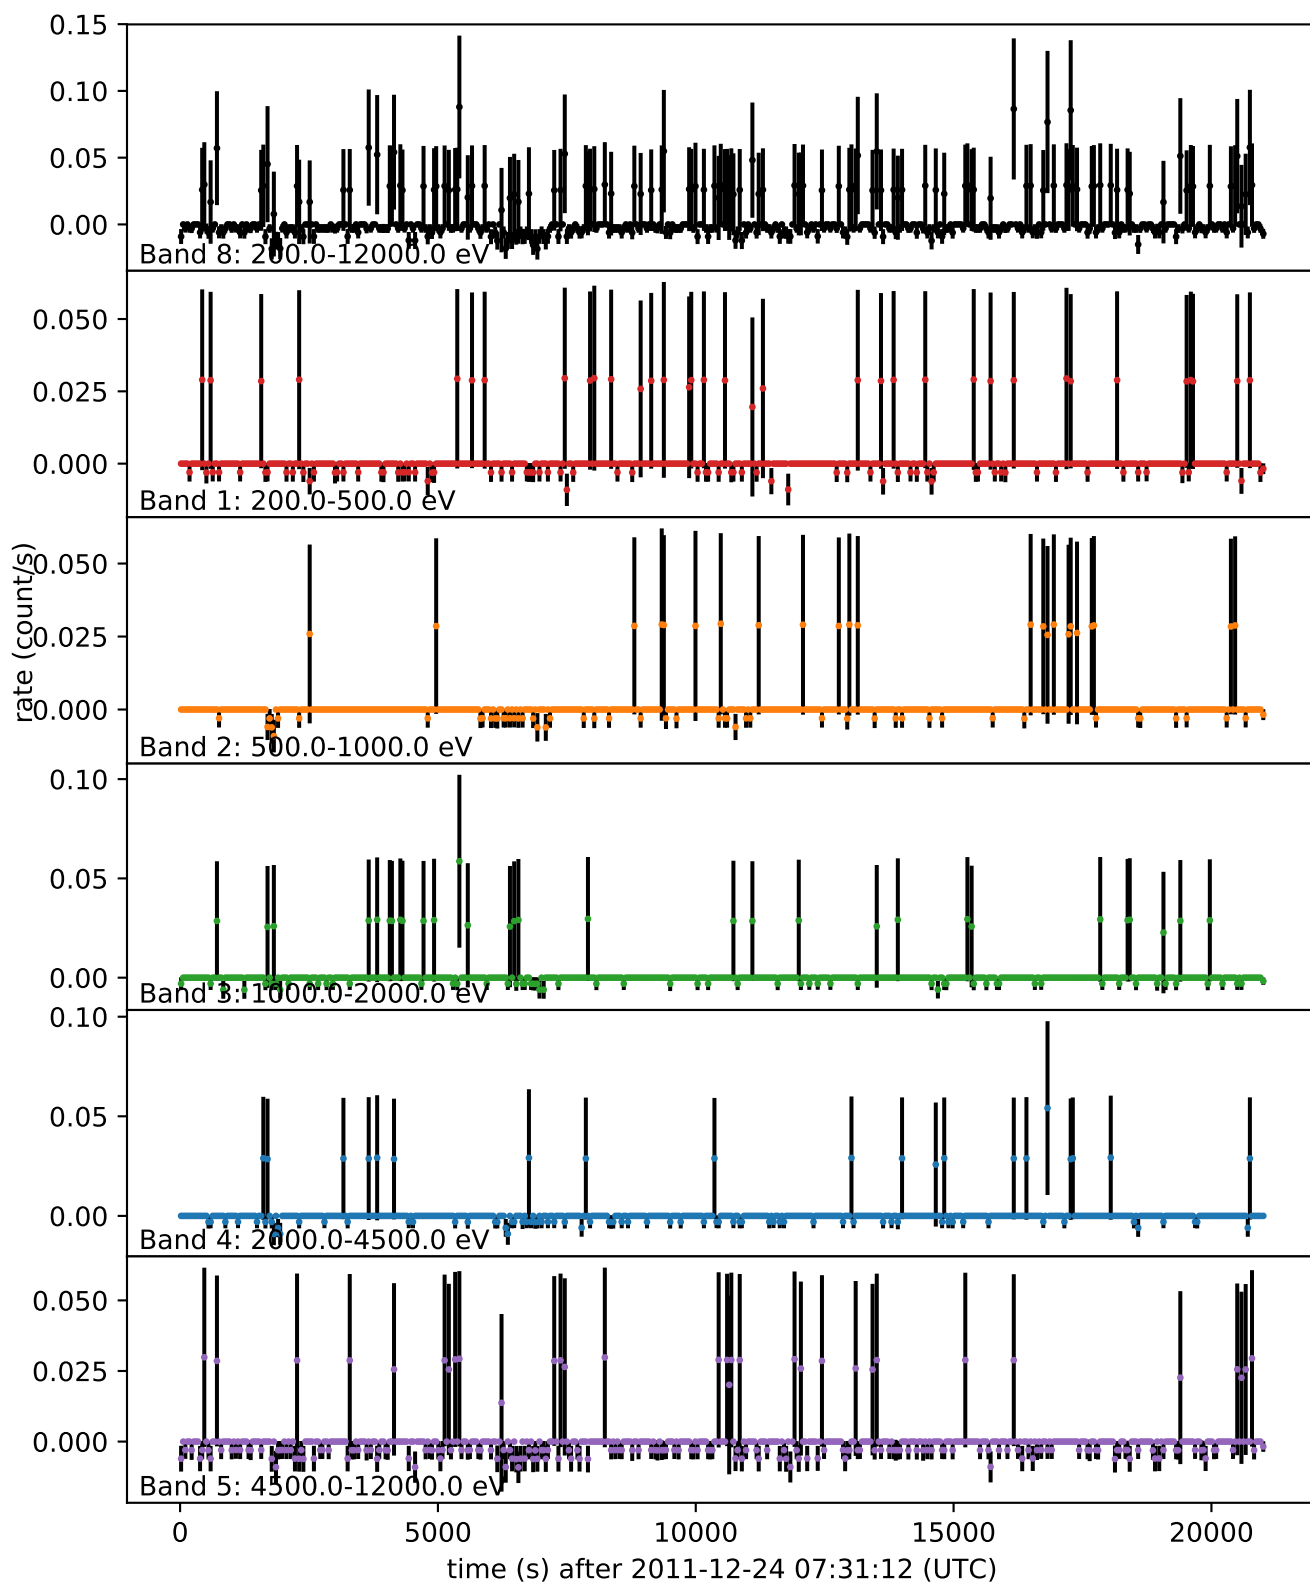 0.15
0.10
0.05
0.00
Band 8: 200.0-12000.0 eV
0.050
0.025
0.000
Band 1: 200.0-500.0 eV
rate (count/s)
0.050
0.025
0.000
Band 2: 500.0-1000.0 eV
0.10
0.05
0.00
Band 3: 1000.0-2000.0 eV
0.10
0.05
0.00
Band 4: 2000.0-4500.0 eV
0.050
0.025
0.000
Band 5: 4500.0-12000.0 eV
0 5000 10000 15000 20000
time (s) after 2011-12-24 07:31:12 (UTC)